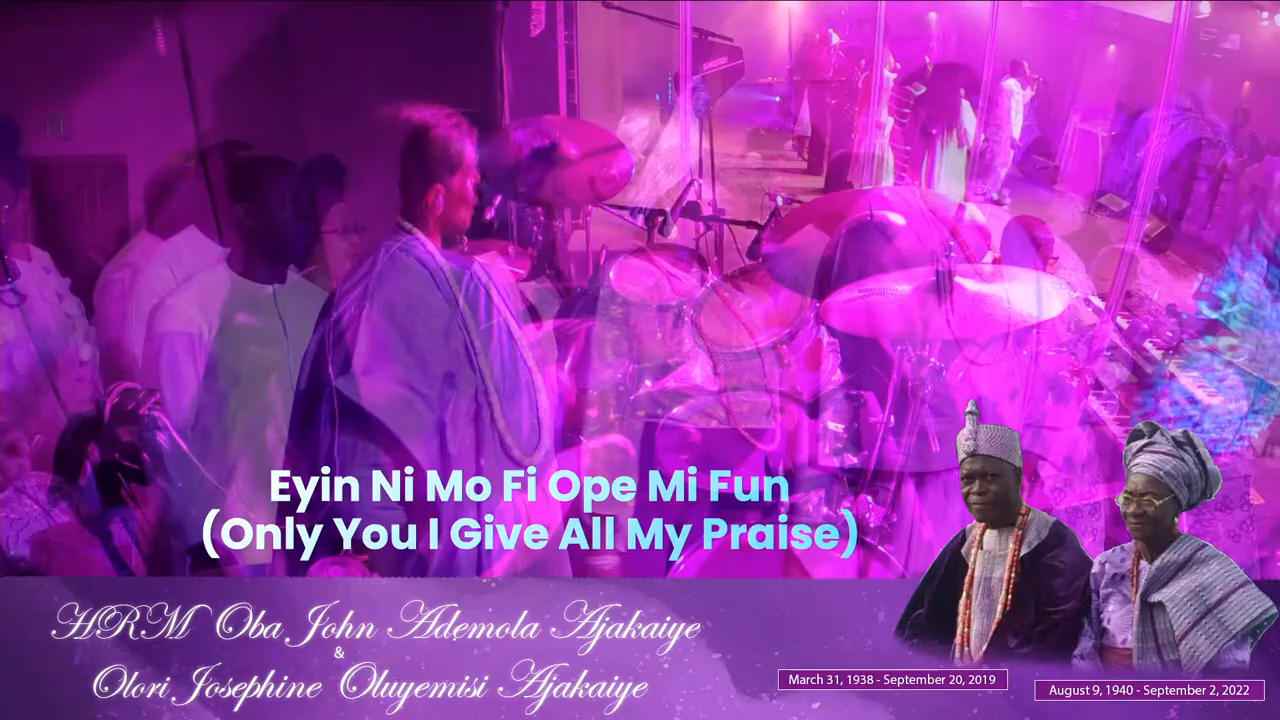 Eyin Ni Mo Fi Ope Mi Fun
(Only You I Give All My Praise)
HRM Oba John Ademola Ajakaiye
&
Olori Josephine Oluyemisi Ajakaiye
March 31, 1938 - September 20, 2019
August 9, 1940 - September 2, 2022